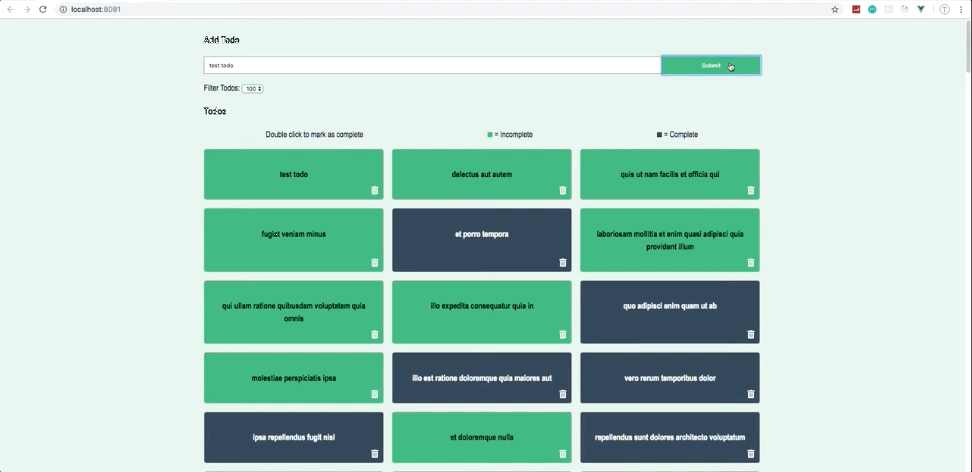 localhost:8081
Add Todo
test todo
Submit
Filter Todos: 100
Todos
Double click to mark as complete
= Incomplete
= Complete
test todo
delectus aut autem
quis ut nam facilis et officia qui
fugiat veniam minus
et porro tempora
laboriosam mollitia et enim quasi adipisci quia
provident illum
qui ullam ratione quibusdam voluptatem quia
omnis
illo expedita consequatur quia in
quo adipisci enim quam ut ab
molestiae perspiciatis ipsa
illo est ratione doloremque quia maiores aut
vero rerum temporibus dolor
ipsa repellendus fugit nisi
et doloremque nulla
repellendus sunt dolores architecto voluptatum